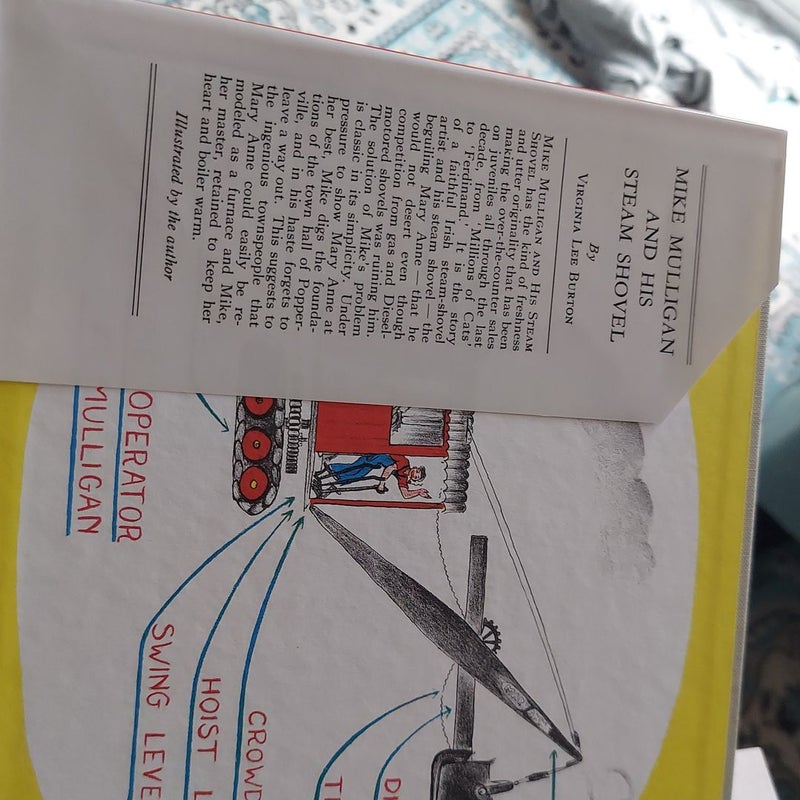 MIKE MULLIGAN
AND HIS
STEAM SHOVEL
By
VIRGINIA LEE BURTON
MIKE MULLIGAN AND HIS STEAM
SHOVEL has the kind of freshness
and utter originality that has been
making the over-the-counter sales
on juveniles all through the last
decade, from 'Millions of Cats'
to 'Ferdinand.' It is the story
of a faithful Irish steam-shovel
artist and his steam shovel — the
beguiling Mary Anne — that he
would not desert even though
competition from gas and Diesel-
motored shovels was ruining him.
The solution of Mike's problem
is classic in its simplicity. Under
pressure to show Mary Anne at
her best, Mike digs the founda-
tions of the town hall of Popper-
ville, and in his haste forgets to
leave a way out. This suggests to
the ingenious townspeople that
Mary Anne could easily be re-
modeled as a furnace and Mike,
her master, retained to keep her
heart and boiler warm.
Illustrated by the author
OPERATOR
MULLIGAN
SWING LEVE
HOIST L
CROWD
T
DI